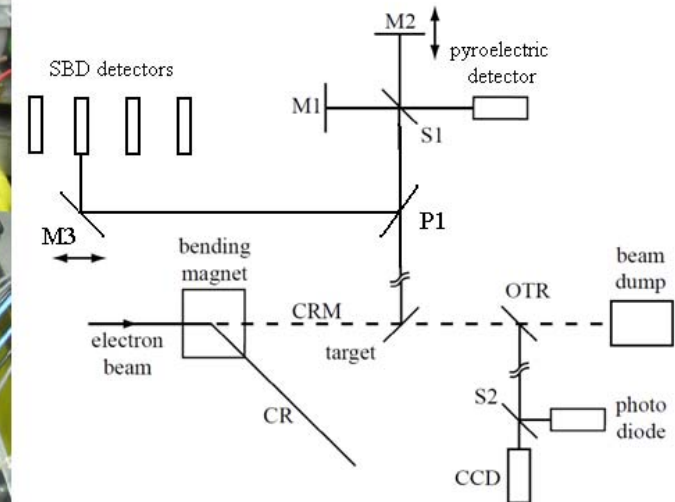 M2
SBD detectors
pyroelectric
detector
M1
S1
P1
M3
bending
magnet
beam
dump
OTR
CRM
electron
beam
target
CR
S2
photo
diode
CCD